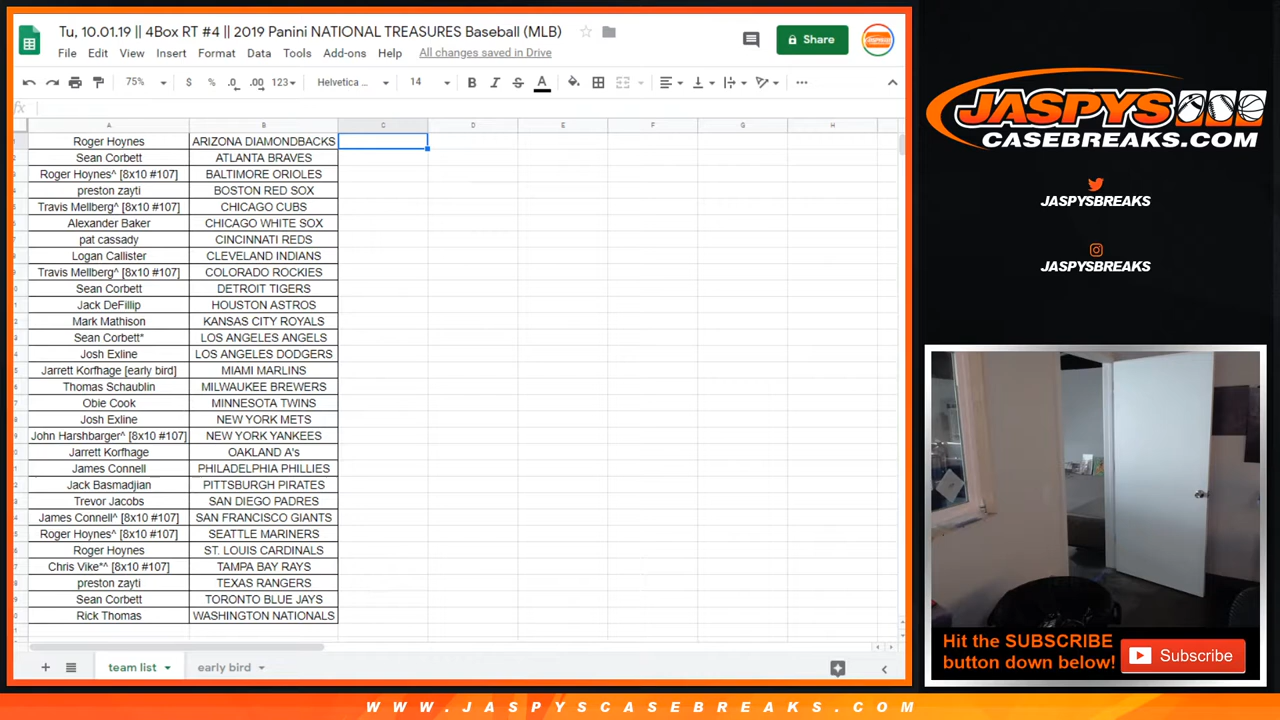 Tu, 10.01.19 || 4Box RT #4 || 2019 Panini NATIONAL TREASURES Baseball (MLB)
Share
File Edit View Insert Format Data Tools Add-ons Help All changes saved in Drive
75% $ % .0 .00 123 Helvetica ... 14 B I S A
fx
A B C D E F G H
Roger Hoynes ARIZONA DIAMONDBACKS
Sean Corbett ATLANTA BRAVES
Roger Hoynes^ [8x10 #107] BALTIMORE ORIOLES
preston zayti BOSTON RED SOX
Travis Mellberg^ [8x10 #107] CHICAGO CUBS
Alexander Baker CHICAGO WHITE SOX
pat cassady CINCINNATI REDS
Logan Callister CLEVELAND INDIANS
Travis Mellberg^ [8x10 #107] COLORADO ROCKIES
Sean Corbett DETROIT TIGERS
Jack DeFillip HOUSTON ASTROS
Mark Mathison KANSAS CITY ROYALS
Sean Corbett* LOS ANGELES ANGELS
Josh Exline LOS ANGELES DODGERS
Jarrett Korfhage [early bird] MIAMI MARLINS
Thomas Schaublin MILWAUKEE BREWERS
Obie Cook MINNESOTA TWINS
Josh Exline NEW YORK METS
John Harshbarger^ [8x10 #107] NEW YORK YANKEES
Jarrett Korfhage OAKLAND A's
James Connell PHILADELPHIA PHILLIES
Jack Basmadjian PITTSBURGH PIRATES
Trevor Jacobs SAN DIEGO PADRES
James Connell^ [8x10 #107] SAN FRANCISCO GIANTS
Roger Hoynes^ [8x10 #107] SEATTLE MARINERS
Roger Hoynes ST. LOUIS CARDINALS
Chris Vike*^ [8x10 #107] TAMPA BAY RAYS
preston zayti TEXAS RANGERS
Sean Corbett TORONTO BLUE JAYS
Rick Thomas WASHINGTON NATIONALS
team list early bird
JASPYS
CASEBREAKS.COM
JASPYSBREAKS
JASPYSBREAKS
Hit the SUBSCRIBE
button down below!
Subscribe
WWW.JASPYSCASEBREAKS.COM